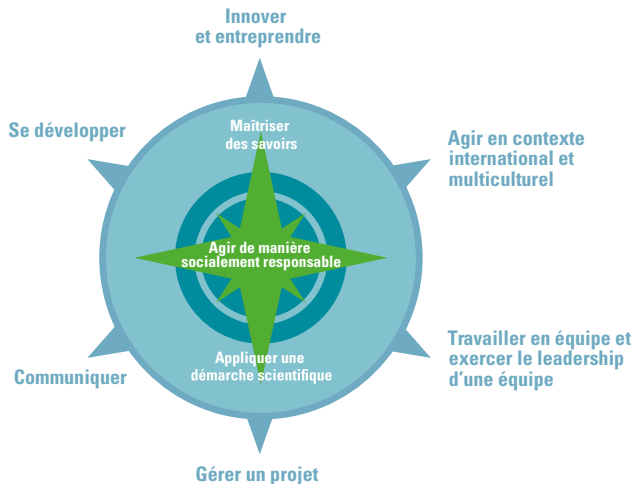 Innover
et entreprendre
Se développer
Maîtriser
des savoirs
Agir en contexte
international et
multiculturel
Agir de manière
socialement responsable
Appliquer une
démarche scientifique
Communiquer
Travailler en équipe et
exercer le leadership
d'une équipe
Gérer un projet